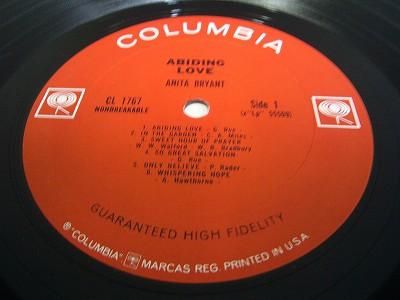 COLUMBIA
ABIDING
LOVE
ANITA BRYANT
CL 1767
NONBREAKABLE
Side 1
1. ABIDING LOVE - G. Roe -
2. IN THE GARDEN - C. A. Miles -
3. SWEET HOUR OF PRAYER
W. W. Walford - W. B. Bradbury
4. SO GREAT SALVATION
G. Roe -
5. ONLY BELIEVE - P. Rader -
6. WHISPERING HOPE
- A. Hawthorne -
GUARANTEED HIGH FIDELITY
® "COLUMBIA" MARCAS REG. PRINTED IN U.S.A.